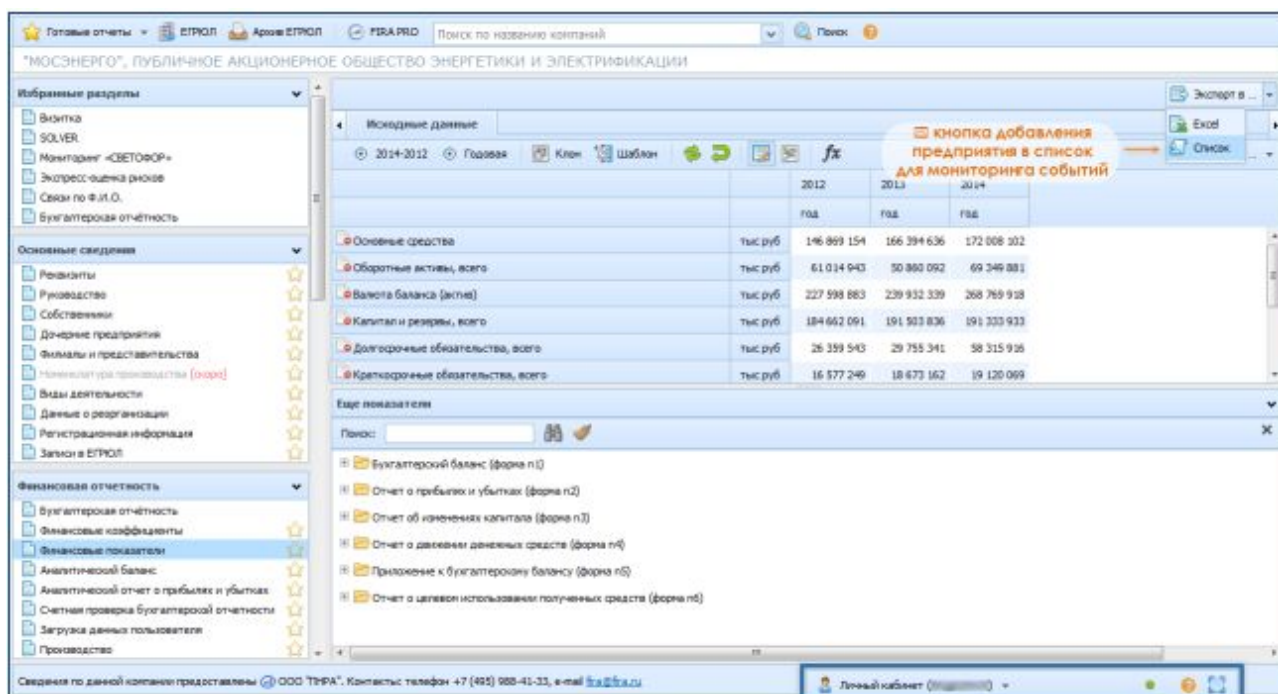 Готовые отчеты ЕГРЮЛ Архив ЕГРЮЛ FIRA PRO Поиск по названию компаний Поиск
"МОСЭНЕРГО", ПУБЛИЧНОЕ АКЦИОНЕРНОЕ ОБЩЕСТВО ЭНЕРГЕТИКИ И ЭЛЕКТРИФИКАЦИИ
Избранные разделы
Визитка
SOLVER
Мониторинг «СВЕТОФОР»
Экспресс-оценка рисков
Связи по Ф.И.О.
Бухгалтерская отчётность
Основные сведения
Реквизиты
Руководство
Собственники
Дочерние предприятия
Филиалы и представительства
Номенклатура производства (скоро)
Виды деятельности
Данные о реорганизации
Регистрационная информация
Записи в ЕГРЮЛ
Финансовая отчетность
Бухгалтерская отчётность
Финансовые коэффициенты
Финансовые показатели
Аналитический баланс
Аналитический отчет о прибылях и убытках
Счетная проверка бухгалтерской отчетности
Загрузка данных пользователя
Производство
Экспорт в ...
Excel
Список
Исходные данные
2014-2012 Годовая Клон Шаблон fx ...
кнопка добавления
предприятия в список
для мониторинга событий
2012 2013 2014
год год год
Основные средства тыс руб 146 869 154 166 394 636 172 008 102
Оборотные активы, всего тыс руб 61 014 943 50 860 092 69 349 881
Валюта баланса (актив) тыс руб 227 598 883 239 932 339 268 769 918
Капитал и резервы, всего тыс руб 184 662 091 191 503 836 191 333 933
Долгосрочные обязательства, всего тыс руб 26 359 543 29 755 341 58 315 916
Краткосрочные обязательства, всего тыс руб 16 577 249 18 673 162 19 120 069
Еще показатели
Поиск:
Бухгалтерский баланс (форма n1)
Отчет о прибылях и убытках (форма n2)
Отчет об изменениях капитала (форма n3)
Отчет о движении денежных средств (форма n4)
Приложение к бухгалтерскому балансу (форма n5)
Отчет о целевом использовании полученных средств (форма n6)
Сведения по данной компании предоставлены ООО "ФИРА". Контакты: телефон +7 (495) 988-41-33, e-mail fira@fira.ru
Личный кабинет